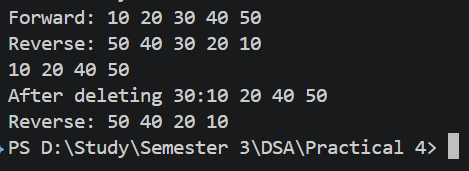 Forward: 10 20 30 40 50
Reverse: 50 40 30 20 10
10 20 40 50
After deleting 30:10 20 40 50
Reverse: 50 40 20 10
PS D:\Study\Semester 3\DSA\Practical 4>